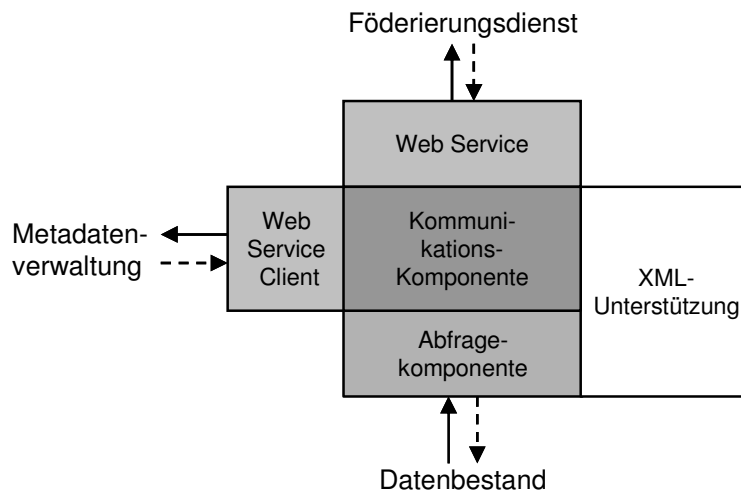 Föderierungsdienst
Web Service
Metadaten-
verwaltung
Web
Service
Client
Kommuni-
kations-
Komponente
XML-
Unterstützung
Abfrage-
komponente
Datenbestand